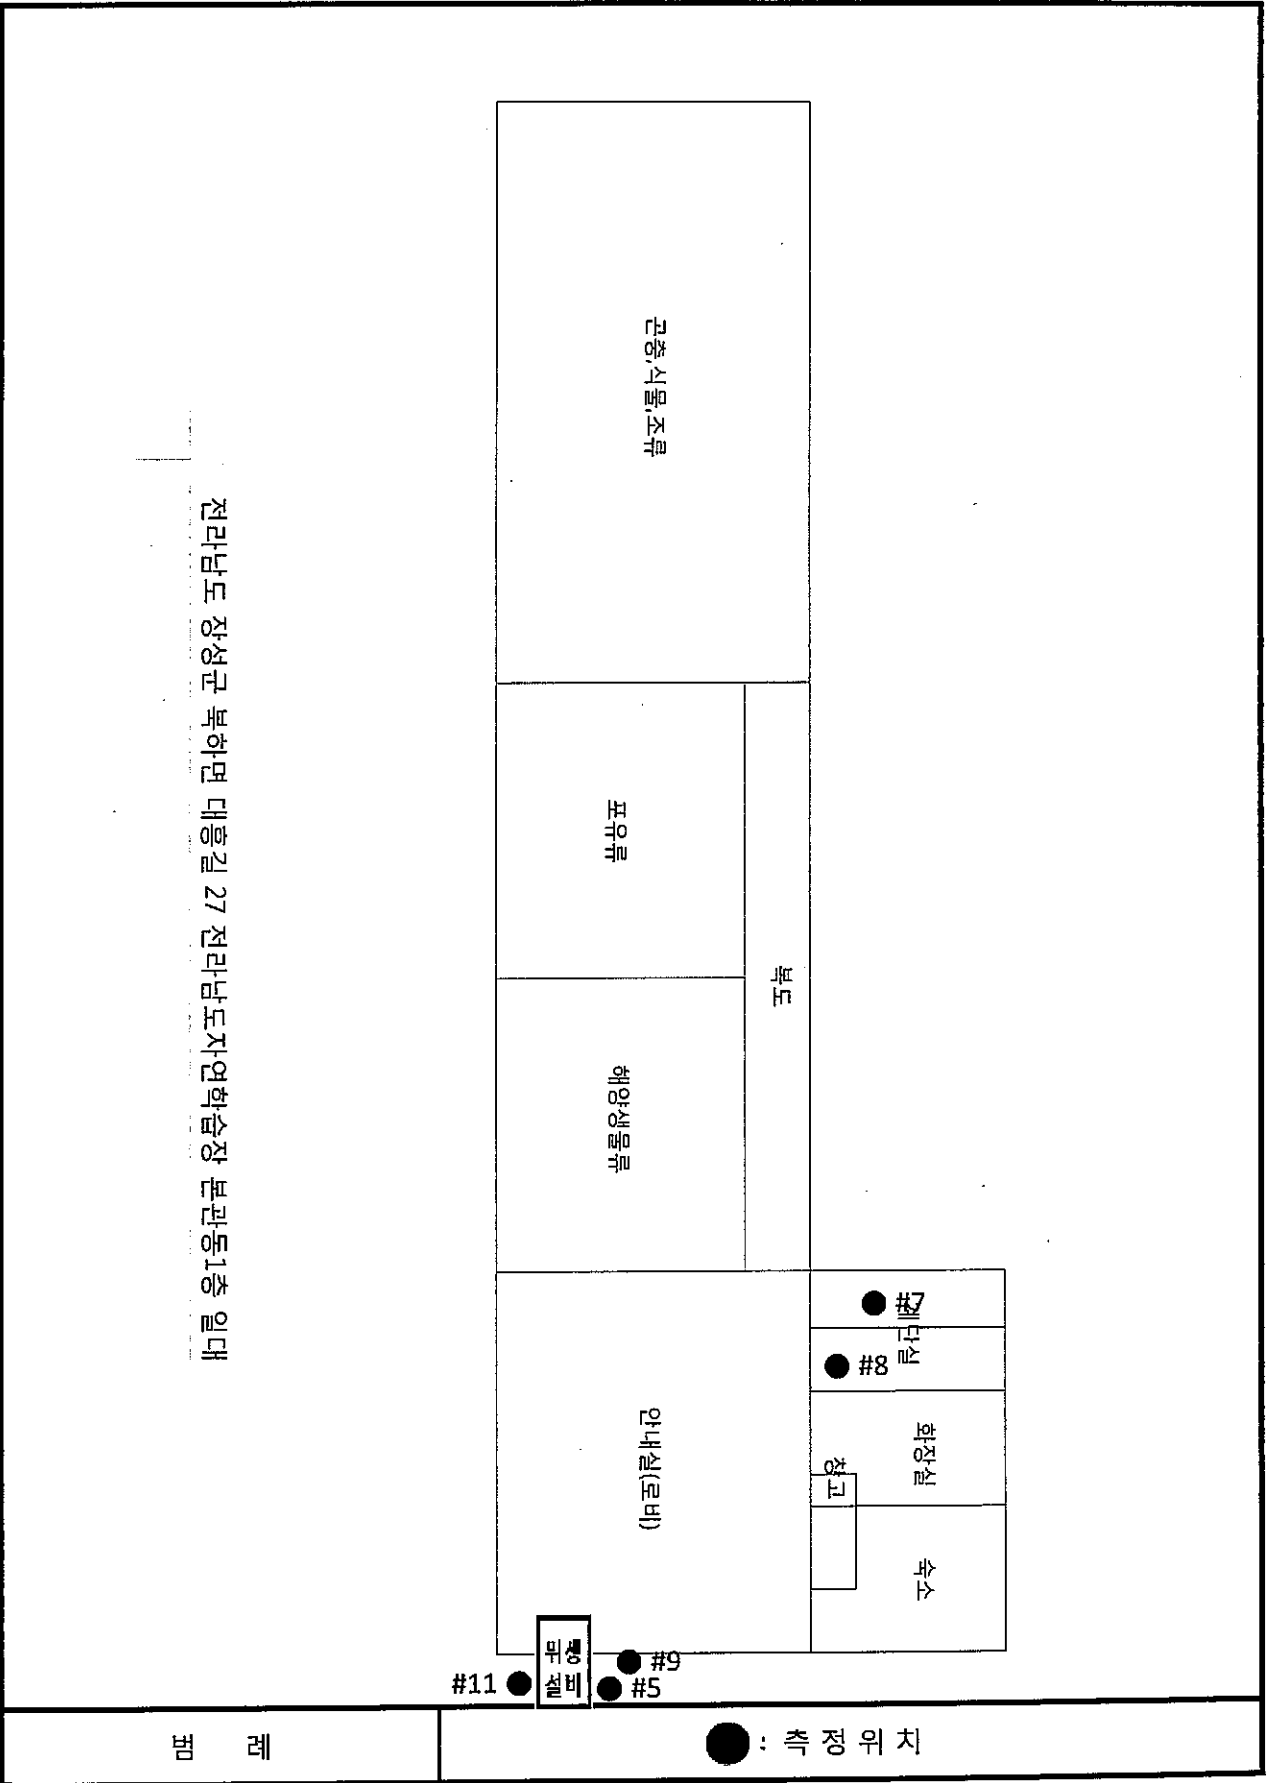 곤충,식물,조류
전라남도 장성군 북하면 대흥길 27 전라남도자연학습장 본관동1층 일대
포유류
복도
해양생물류
#7
계단실
#8
안내실(로비)
화장실
창고
숙소
위생
설비
#9
#11
#5
범 례
● : 측 정 위 치